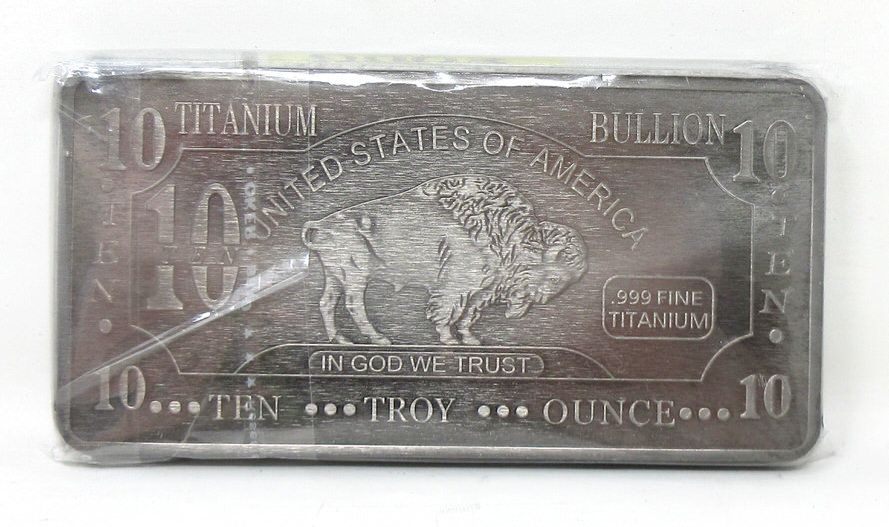 10 TITANIUM BULLION 10
UNITED STATES OF AMERICA
10
TEN
TEN
TEN
.999 FINE
TITANIUM
IN GOD WE TRUST
10 ••• TEN ••• TROY ••• OUNCE ••• 10